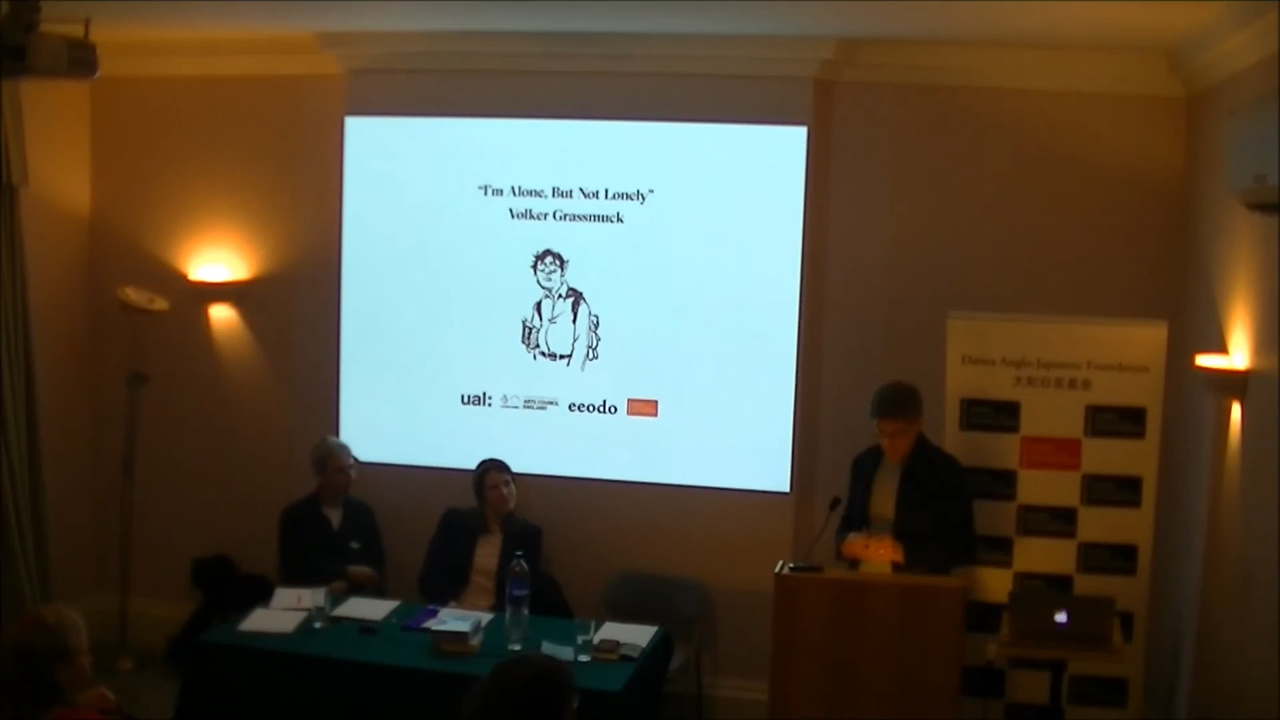 "I'm Alone, But Not Lonely"
Volker Grassmuck
ual:
ARTS COUNCIL
ENGLAND
eeodo
Daiwa Anglo-Japanese Foundation
大和日英基金